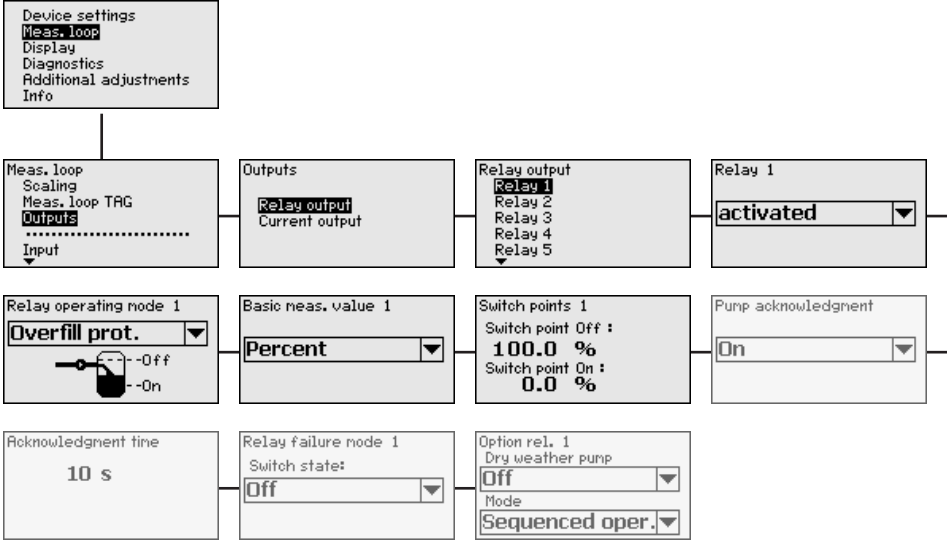 Device settings
Meas. loop
Display
Diagnostics
Additional adjustments
Info
Meas. loop
Scaling
Meas. loop TAG
Outputs
Input
Outputs
Relay output
Current output
Relay output
Relay 1
Relay 2
Relay 3
Relay 4
Relay 5
Relay 1
activated
Relay operating mode 1
Overfill prot.
Off
On
Basic meas. value 1
Percent
Switch points 1
Switch point Off :
100.0 %
Switch point On :
0.0 %
Pump acknowledgment
On
Acknowledgment time
10 s
Relay failure mode 1
Switch state:
Off
Option rel. 1
Dry weather pump
Off
Mode
Sequenced oper.